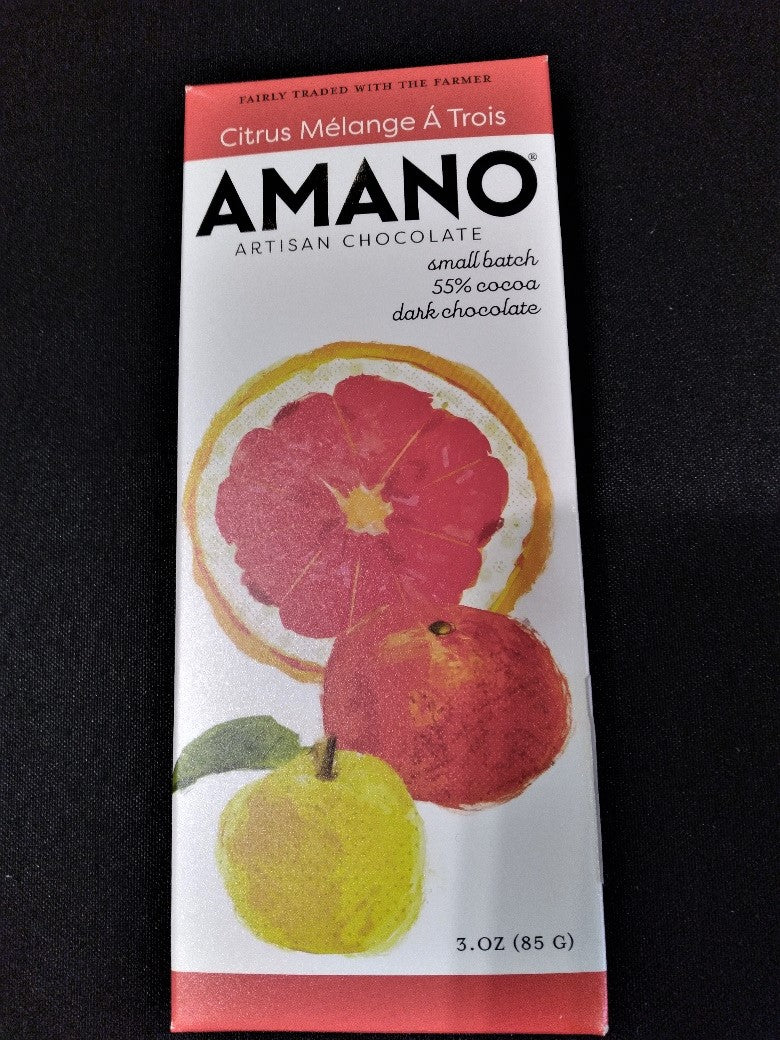 FAIRLY TRADED WITH THE FARMER
Citrus Mélange Á Trois
AMANO®
ARTISAN CHOCOLATE
small batch
55% cocoa
dark chocolate
3.OZ (85 G)